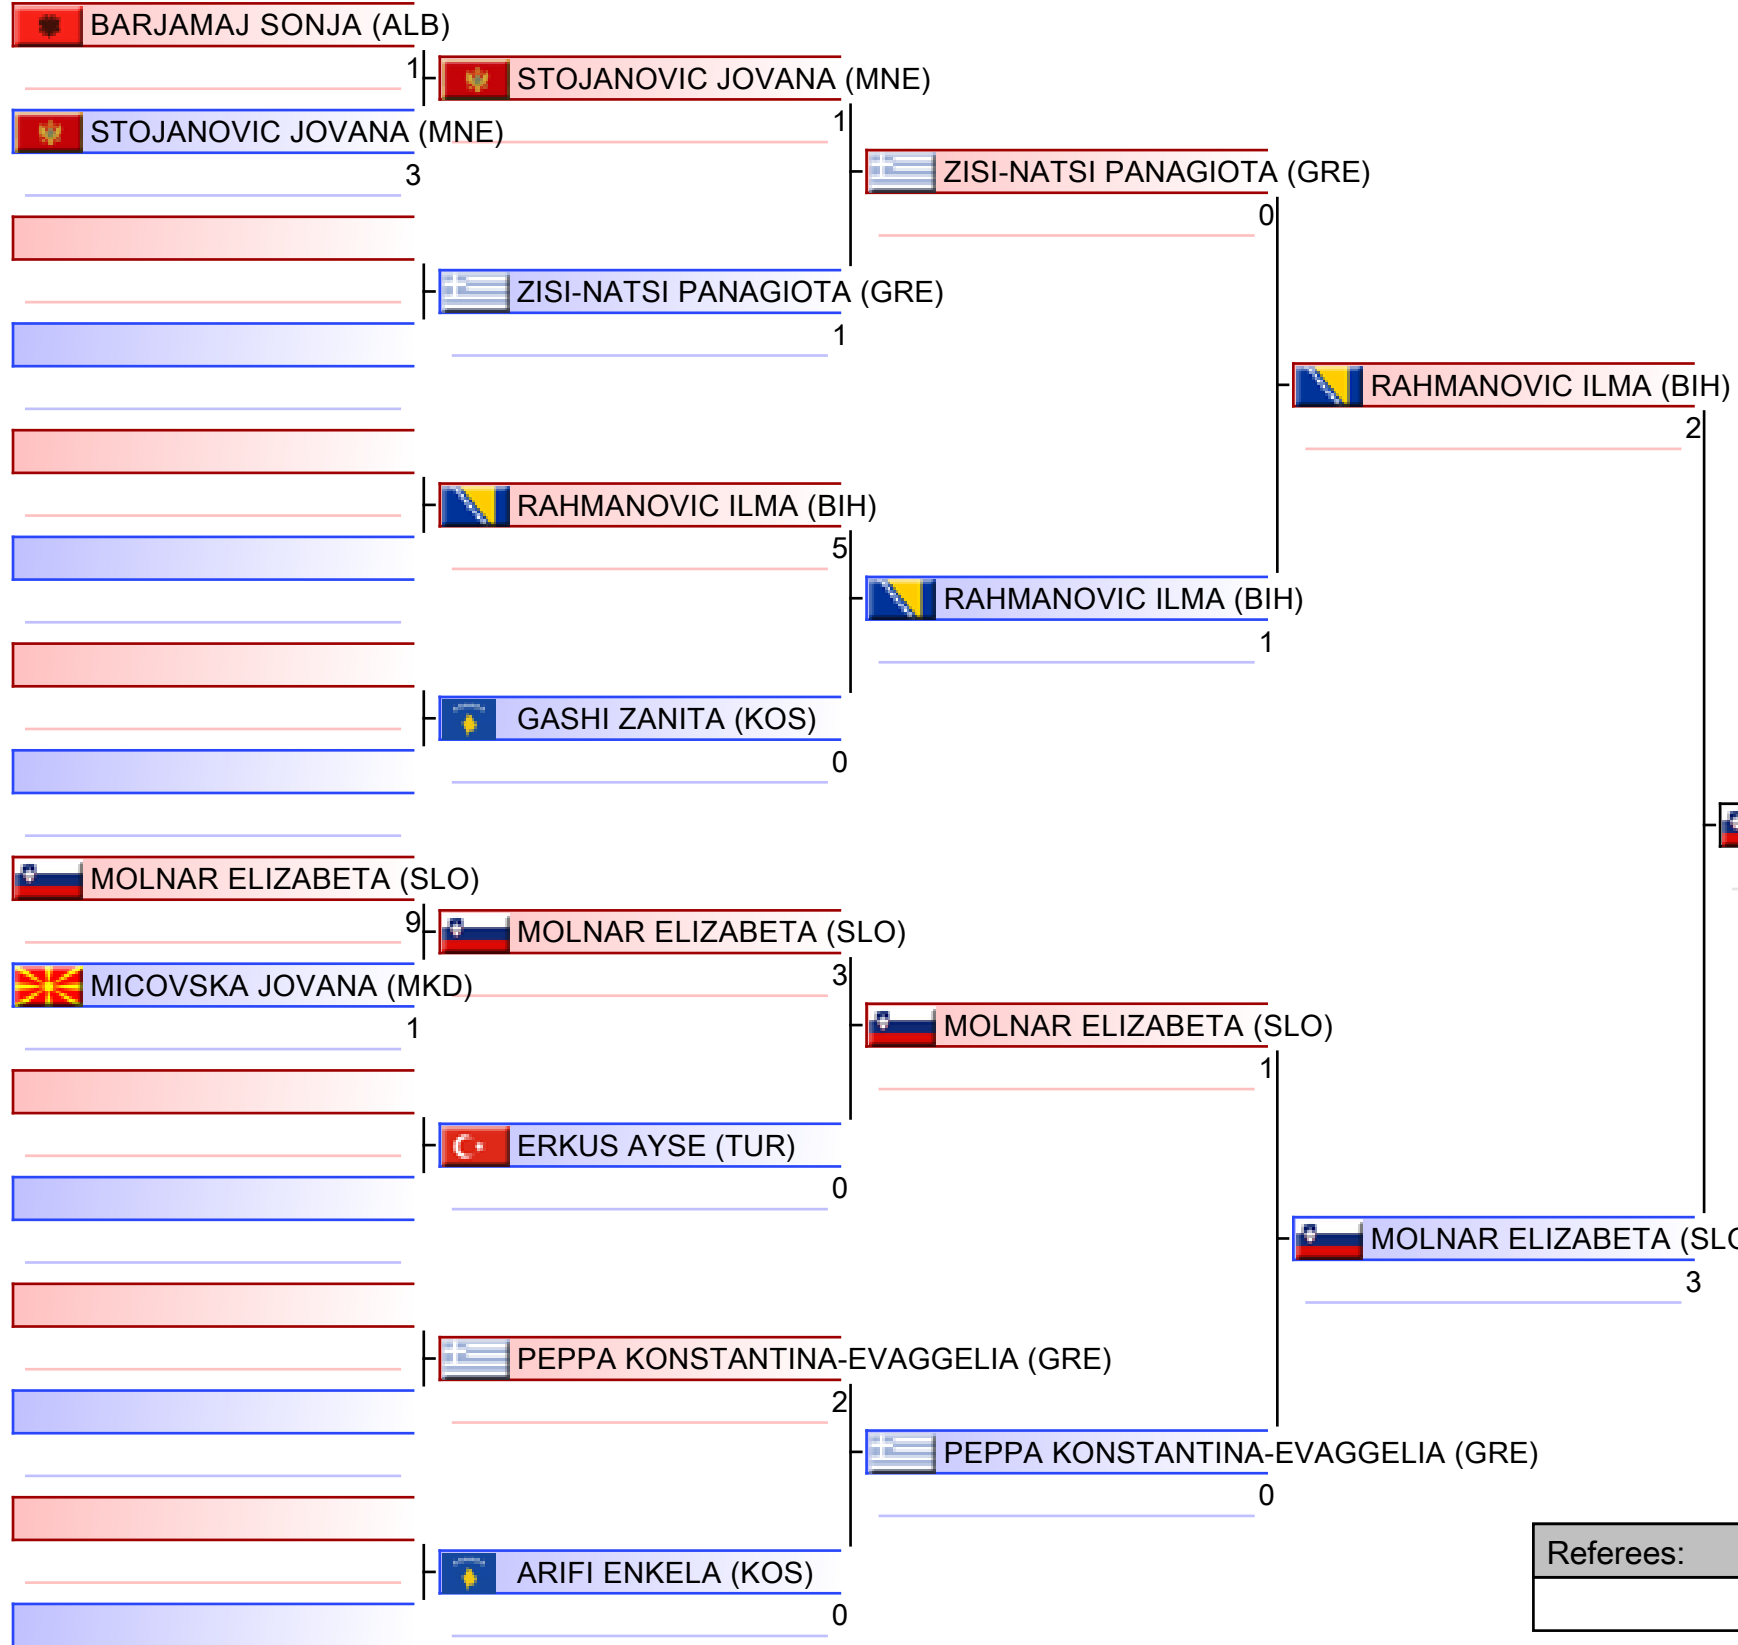 BARJAMAJ SONJA (ALB)
1
STOJANOVIC JOVANA (MNE)
3
STOJANOVIC JOVANA (MNE)
1
ZISI-NATSI PANAGIOTA (GRE)
1
ZISI-NATSI PANAGIOTA (GRE)
0
RAHMANOVIC ILMA (BIH)
5
GASHI ZANITA (KOS)
0
RAHMANOVIC ILMA (BIH)
1
RAHMANOVIC ILMA (BIH)
2
MOLNAR ELIZABETA (SLO)
9
MICOVSKA JOVANA (MKD)
1
MOLNAR ELIZABETA (SLO)
3
ERKUS AYSE (TUR)
0
MOLNAR ELIZABETA (SLO)
1
PEPPA KONSTANTINA-EVAGGELIA (GRE)
2
ARIFI ENKELA (KOS)
0
PEPPA KONSTANTINA-EVAGGELIA (GRE)
0
MOLNAR ELIZABETA (SLO
3
Referees: